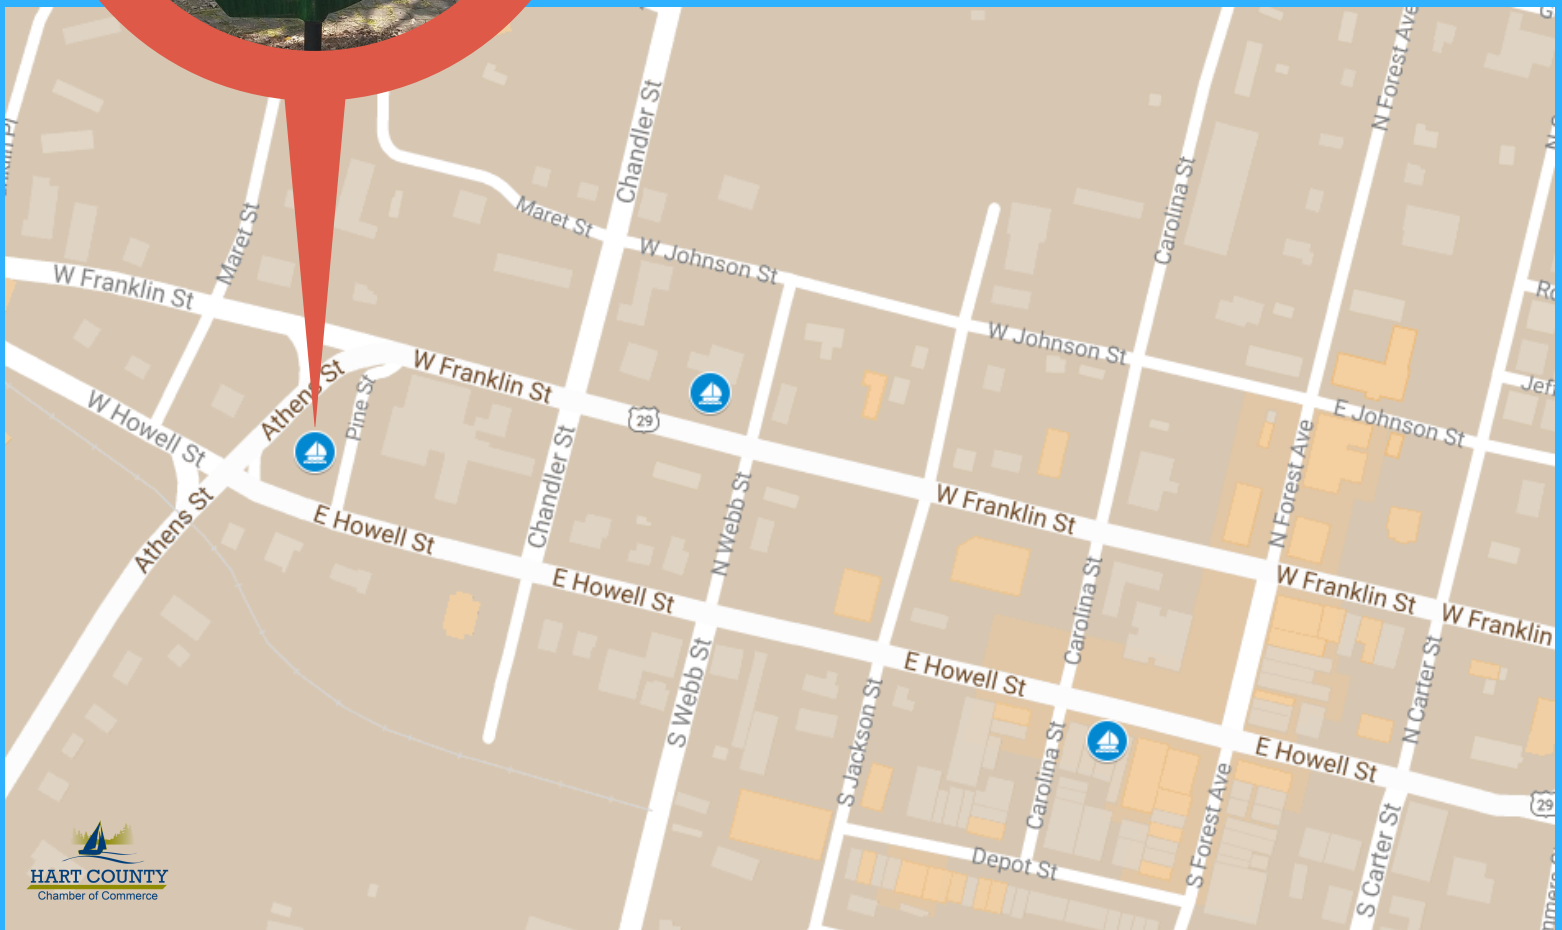 Chandler St
N Forest Ave
Carolina St
Maret St
Maret St
W Johnson St
W Franklin St
W Johnson St
E Johnson St
Athens St
Pine St
W Franklin St
29
W Howell St
Chandler St
N Webb St
W Franklin St
N Forest Ave
Athens St
E Howell St
E Howell St
Carolina St
W Franklin St
W Franklin
S Webb St
E Howell St
N Carter St
S Jackson St
Carolina St
E Howell St
29
S Forest Ave
S Carter St
Depot St
HART COUNTY
Chamber of Commerce